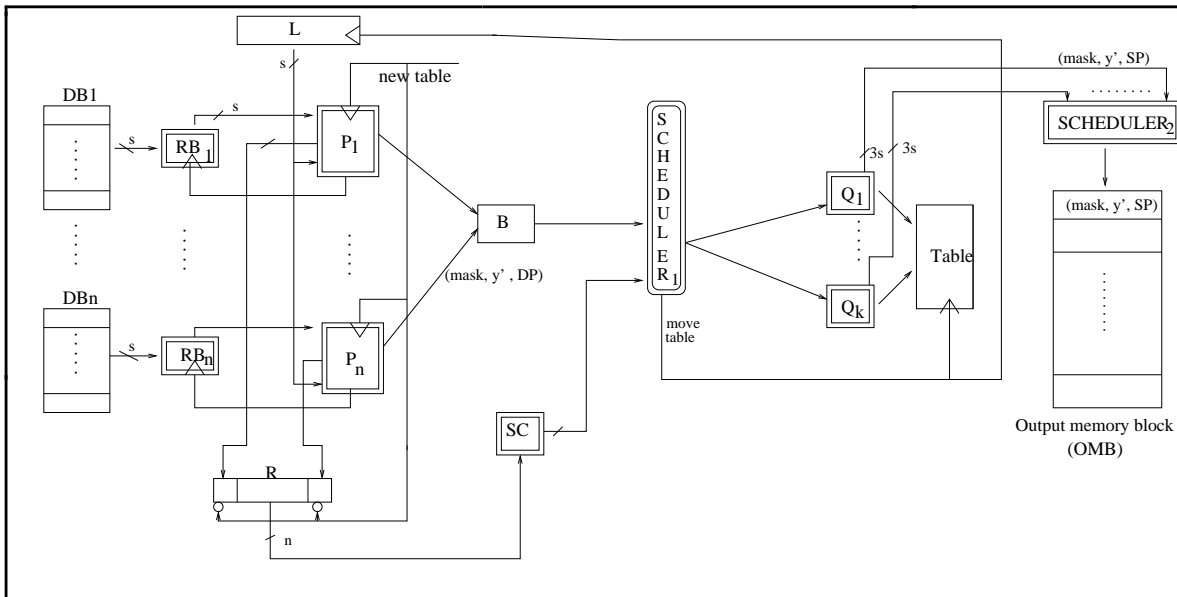 L
s
new table
(mask, y', SP)
DB1
s
s
RB1
P1
SCHEDULER1
SCHEDULER2
3s
3s
Q1
(mask, y', SP)
B
Table
(mask, y' , DP)
DBn
s
RBn
Pn
Qk
move
table
SC
Output memory block
(OMB)
R
n